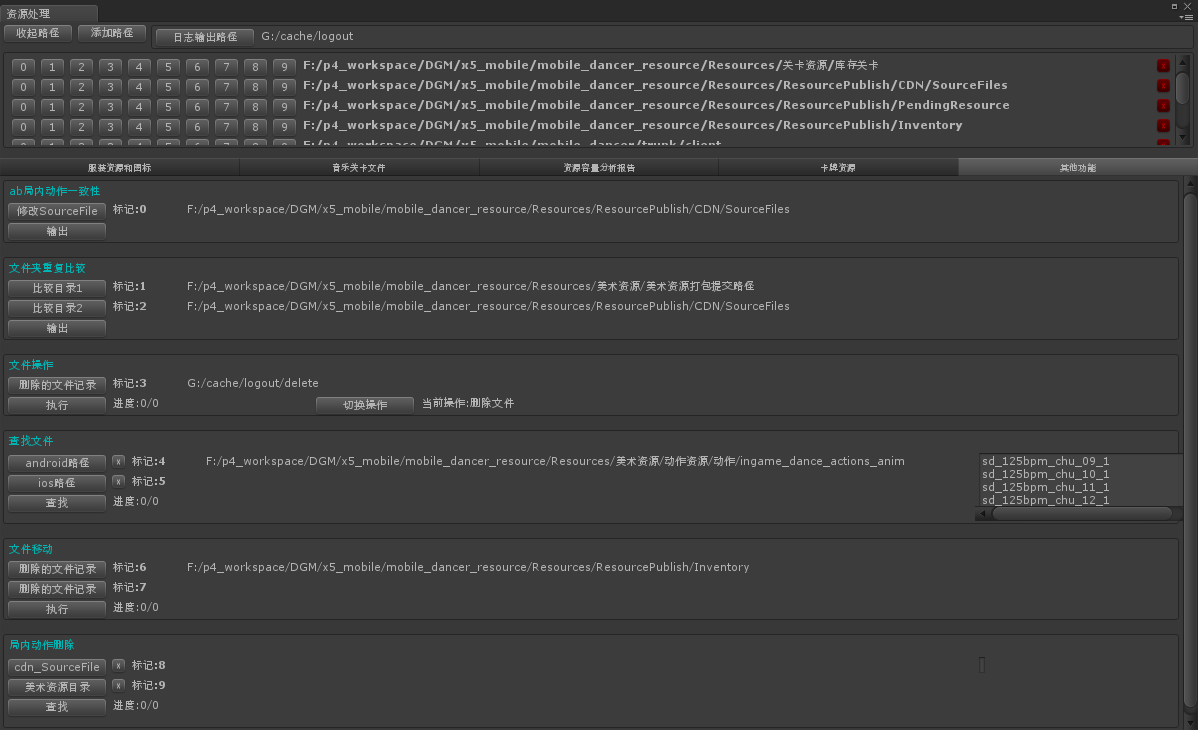 资源处理
收起路径 添加路径 日志输出路径 G:/cache/logout
0 1 2 3 4 5 6 7 8 9 F:/p4_workspace/DGM/x5_mobile/mobile_dancer_resource/Resources/关卡资源/库存关卡 x
0 1 2 3 4 5 6 7 8 9 F:/p4_workspace/DGM/x5_mobile/mobile_dancer_resource/Resources/ResourcePublish/CDN/SourceFiles x
0 1 2 3 4 5 6 7 8 9 F:/p4_workspace/DGM/x5_mobile/mobile_dancer_resource/Resources/ResourcePublish/PendingResource x
0 1 2 3 4 5 6 7 8 9 F:/p4_workspace/DGM/x5_mobile/mobile_dancer_resource/Resources/ResourcePublish/Inventory x
0 1 2 3 4 5 6 7 8 9 F:/p4_workspace/DGM/x5_mobile/mobile_dancer/trunk/client
服装资源和图标 音乐关卡文件 资源容量分析报告 卡牌资源 其他功能
ab局内动作一致性
修改SourceFile 标记:0 F:/p4_workspace/DGM/x5_mobile/mobile_dancer_resource/Resources/ResourcePublish/CDN/SourceFiles
输出
文件夹重复比较
比较目录1 标记:1 F:/p4_workspace/DGM/x5_mobile/mobile_dancer_resource/Resources/美术资源/美术资源打包提交路径
比较目录2 标记:2 F:/p4_workspace/DGM/x5_mobile/mobile_dancer_resource/Resources/ResourcePublish/CDN/SourceFiles
输出
文件操作
删除的文件记录 标记:3 G:/cache/logout/delete
执行 进度:0/0 切换操作 当前操作:删除文件
查找文件
android路径 x 标记:4 F:/p4_workspace/DGM/x5_mobile/mobile_dancer_resource/Resources/美术资源/动作资源/动作/ingame_dance_actions_anim
ios路径 x 标记:5
查找 进度:0/0
sd_125bpm_chu_09_1
sd_125bpm_chu_10_1
sd_125bpm_chu_11_1
sd_125bpm_chu_12_1
文件移动
删除的文件记录 标记:6 F:/p4_workspace/DGM/x5_mobile/mobile_dancer_resource/Resources/ResourcePublish/Inventory
删除的文件记录 标记:7
执行 进度:0/0
局内动作删除
cdn_SourceFile x 标记:8
美术资源目录 x 标记:9
查找 进度:0/0